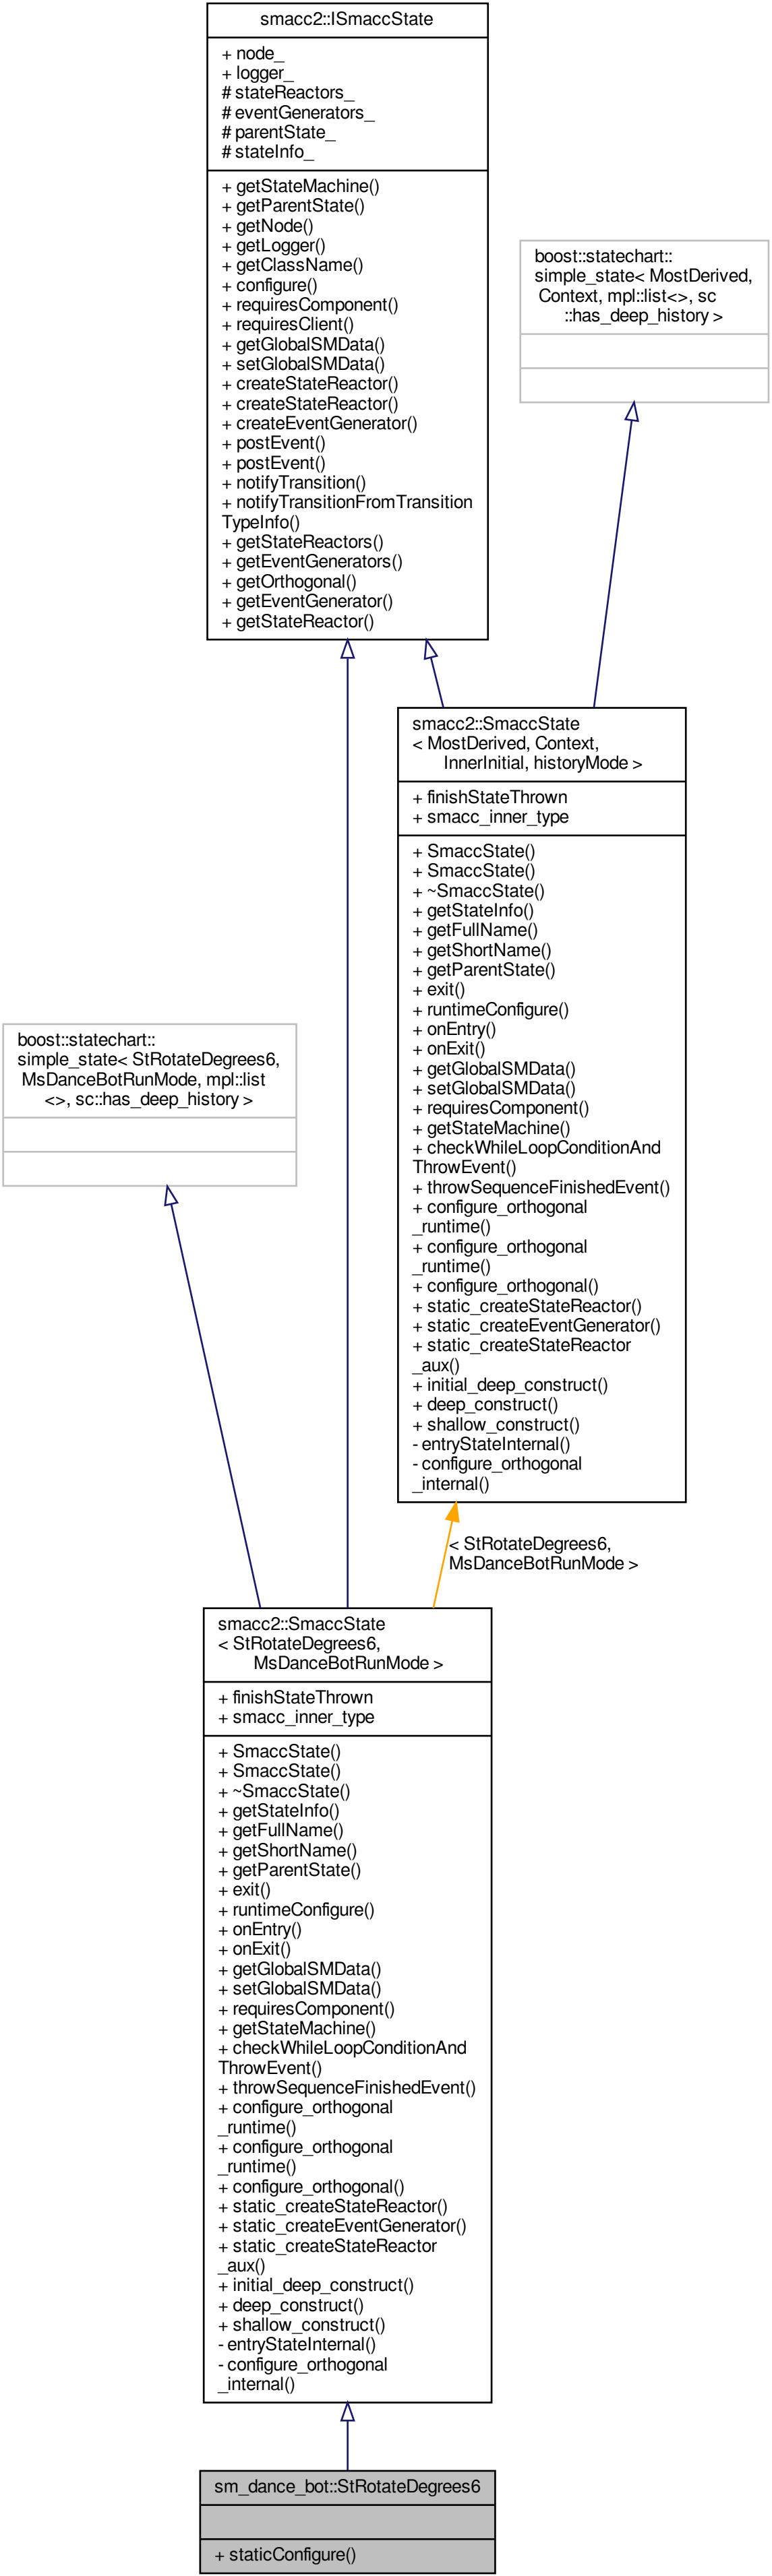 smacc2::ISmaccState
+ node_
+ logger_
# stateReactors_
# eventGenerators_
# parentState_
# stateInfo_
+ getStateMachine()
+ getParentState()
+ getNode()
+ getLogger()
+ getClassName()
+ configure()
+ requiresComponent()
+ requiresClient()
+ getGlobalSMData()
+ setGlobalSMData()
+ createStateReactor()
+ createStateReactor()
+ createEventGenerator()
+ postEvent()
+ postEvent()
+ notifyTransition()
+ notifyTransitionFromTransition
TypeInfo()
+ getStateReactors()
+ getEventGenerators()
+ getOrthogonal()
+ getEventGenerator()
+ getStateReactor()
boost::statechart::
simple_state< MostDerived,
Context, mpl::list<>, sc
::has_deep_history >
smacc2::SmaccState
< MostDerived, Context,
InnerInitial, historyMode >
+ finishStateThrown
+ smacc_inner_type
+ SmaccState()
+ SmaccState()
+ ~SmaccState()
+ getStateInfo()
+ getFullName()
+ getShortName()
+ getParentState()
+ exit()
+ runtimeConfigure()
+ onEntry()
+ onExit()
+ getGlobalSMData()
+ setGlobalSMData()
+ requiresComponent()
+ getStateMachine()
+ checkWhileLoopConditionAnd
ThrowEvent()
+ throwSequenceFinishedEvent()
+ configure_orthogonal
_runtime()
+ configure_orthogonal
_runtime()
+ configure_orthogonal()
+ static_createStateReactor()
+ static_createEventGenerator()
+ static_createStateReactor
_aux()
+ initial_deep_construct()
+ deep_construct()
+ shallow_construct()
- entryStateInternal()
- configure_orthogonal
_internal()
boost::statechart::
simple_state< StRotateDegrees6,
MsDanceBotRunMode, mpl::list
<>, sc::has_deep_history >
< StRotateDegrees6,
MsDanceBotRunMode >
smacc2::SmaccState
< StRotateDegrees6,
MsDanceBotRunMode >
+ finishStateThrown
+ smacc_inner_type
+ SmaccState()
+ SmaccState()
+ ~SmaccState()
+ getStateInfo()
+ getFullName()
+ getShortName()
+ getParentState()
+ exit()
+ runtimeConfigure()
+ onEntry()
+ onExit()
+ getGlobalSMData()
+ setGlobalSMData()
+ requiresComponent()
+ getStateMachine()
+ checkWhileLoopConditionAnd
ThrowEvent()
+ throwSequenceFinishedEvent()
+ configure_orthogonal
_runtime()
+ configure_orthogonal
_runtime()
+ configure_orthogonal()
+ static_createStateReactor()
+ static_createEventGenerator()
+ static_createStateReactor
_aux()
+ initial_deep_construct()
+ deep_construct()
+ shallow_construct()
- entryStateInternal()
- configure_orthogonal
_internal()
sm_dance_bot::StRotateDegrees6
+ staticConfigure()